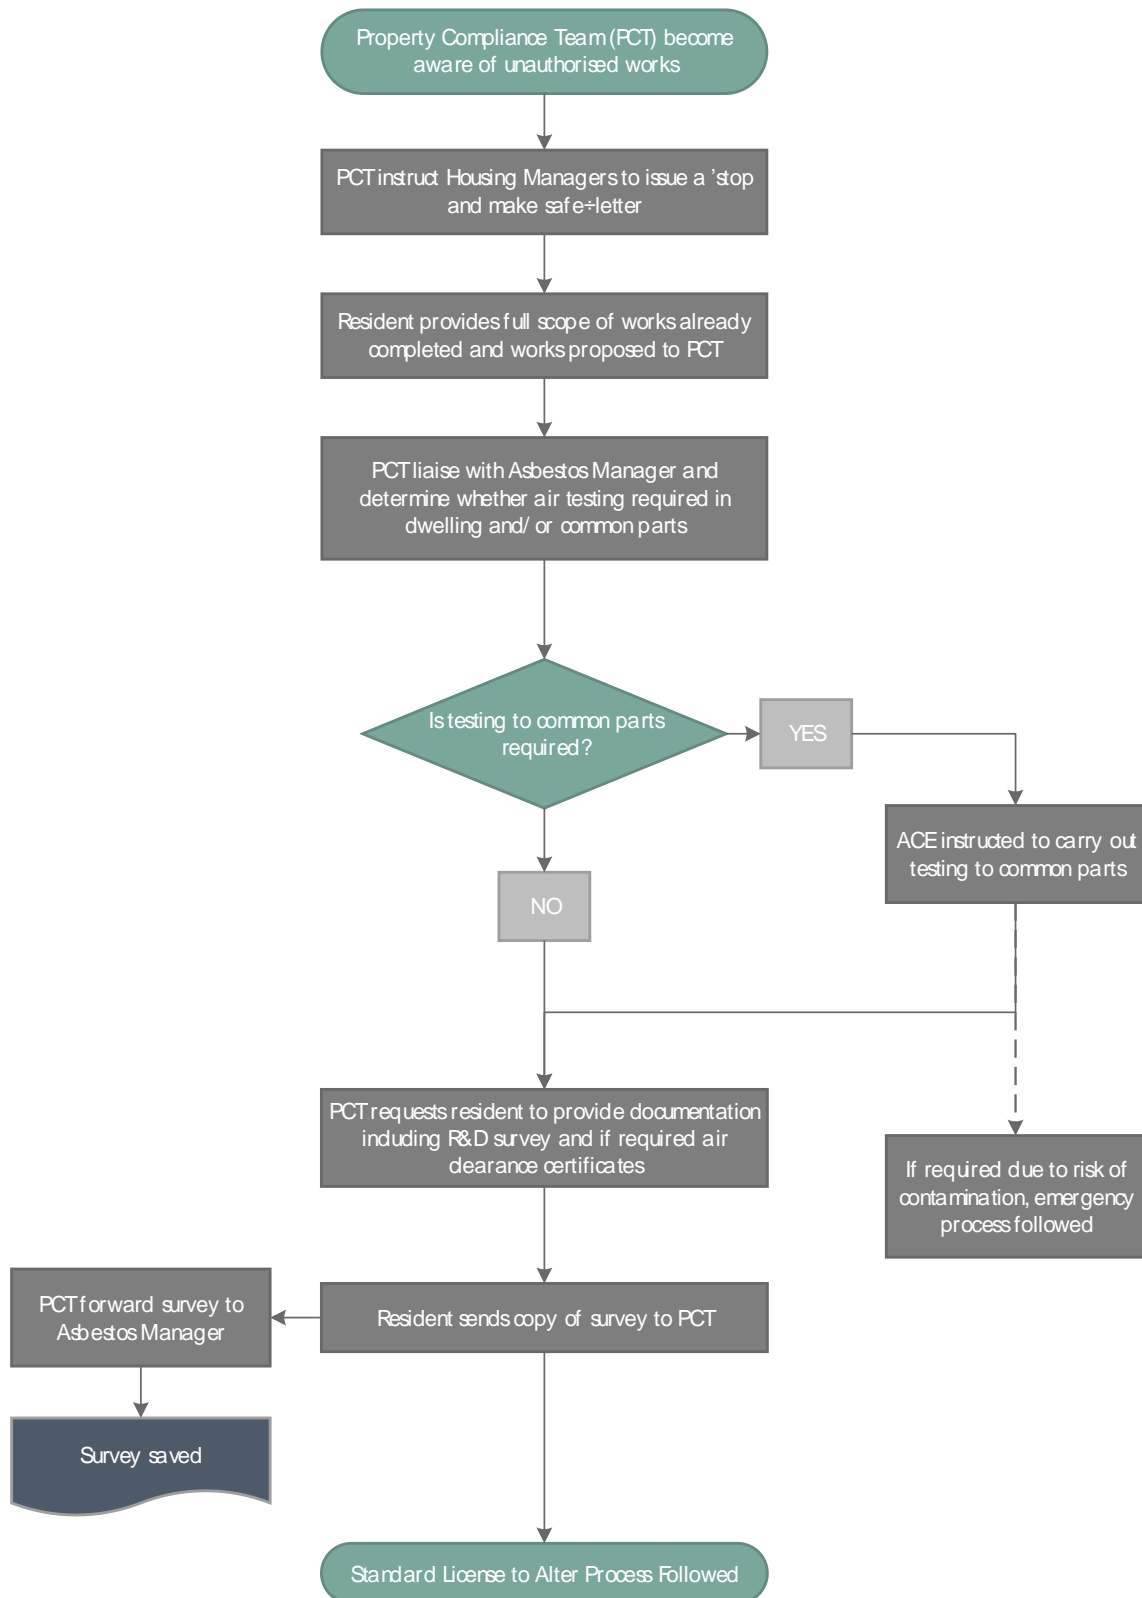 Property Compliance Team (PCT) become
aware of unauthorised works
PCT instruct Housing Managers to issue a ’stop
and make safe÷letter
Resident provides full scope of works already
completed and works proposed to PCT
PCT liaise with Asbestos Manager and
determine whether air testing required in
dwelling and/ or common parts
Is testing to common parts
required?
YES
ACE instructed to carry out
testing to common parts
NO
PCT requests resident to provide documentation
including R&D survey and if required air
clearance certificates
If required due to risk of
contamination, emergency
process followed
Resident sends copy of survey to PCT
PCT forward survey to
Asbestos Manager
Survey saved
Standard License to Alter Process Followed